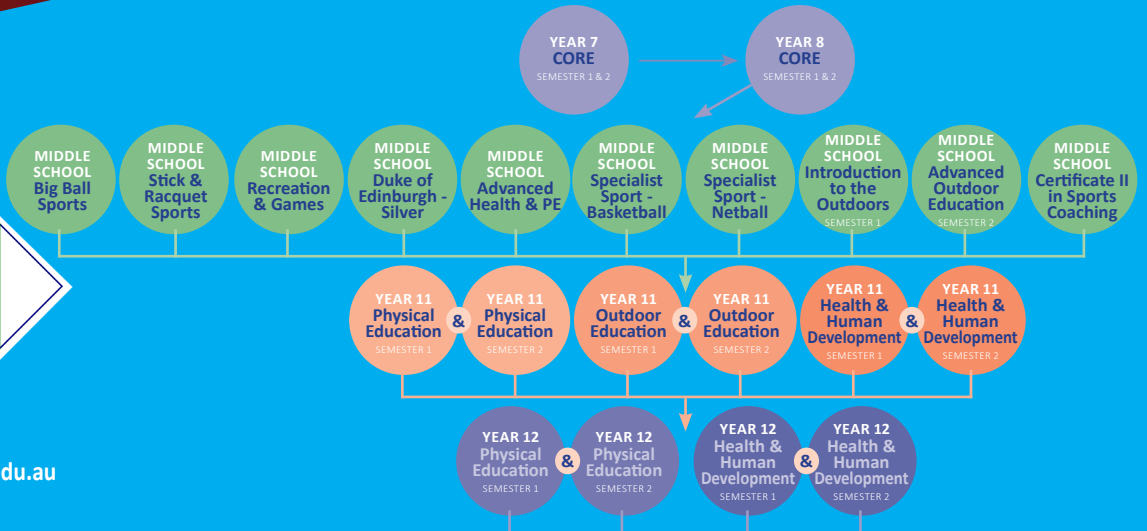 YEAR 7
CORE
SEMESTER 1 & 2
YEAR 8
CORE
SEMESTER 1 & 2
MIDDLE
SCHOOL
Big Ball
Sports
MIDDLE
SCHOOL
Stick &
Racquet
Sports
MIDDLE
SCHOOL
Recreation
& Games
MIDDLE
SCHOOL
Duke of
Edinburgh -
Silver
MIDDLE
SCHOOL
Advanced
Health & PE
MIDDLE
SCHOOL
Specialist
Sport -
Basketball
MIDDLE
SCHOOL
Specialist
Sport -
Netball
MIDDLE
SCHOOL
Introduction
to the
Outdoors
SEMESTER 1
MIDDLE
SCHOOL
Advanced
Outdoor
Education
SEMESTER 2
MIDDLE
SCHOOL
Certificate II
in Sports
Coaching
YEAR 11
Physical
Education
SEMESTER 1
&
YEAR 11
Physical
Education
SEMESTER 2
YEAR 11
Outdoor
Education
SEMESTER 1
&
YEAR 11
Outdoor
Education
SEMESTER 2
YEAR 11
Health &
Human
Development
SEMESTER 1
&
YEAR 11
Health &
Human
Development
SEMESTER 2
YEAR 12
Physical
Education
SEMESTER 1
&
YEAR 12
Physical
Education
SEMESTER 2
YEAR 12
Health &
Human
Development
SEMESTER 1
&
YEAR 12
Health &
Human
Development
SEMESTER 2
du.au